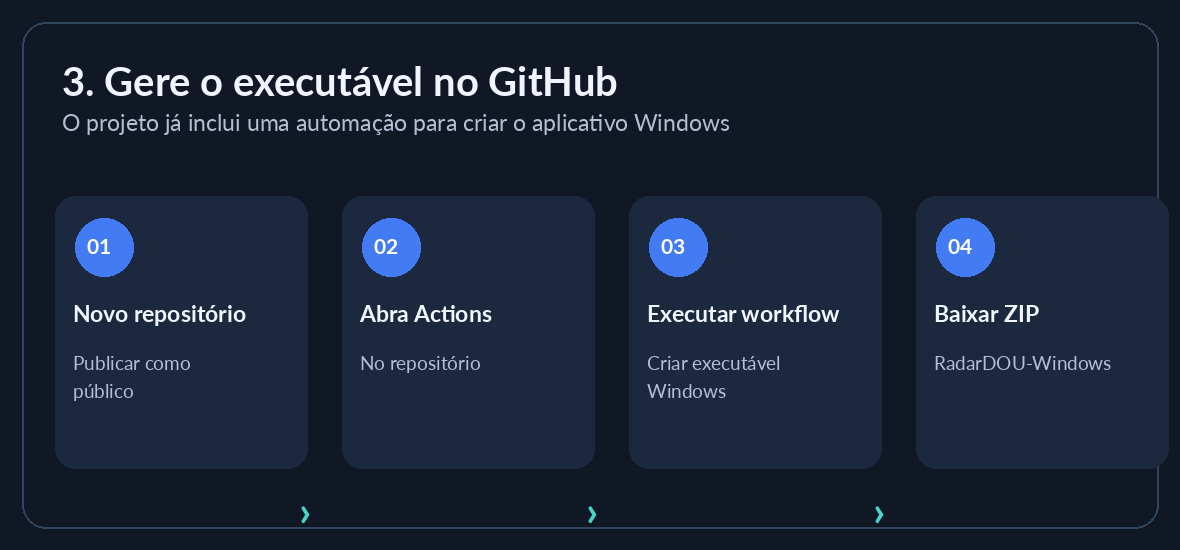 3. Gere o executável no GitHub
O projeto já inclui uma automação para criar o aplicativo Windows
01
Novo repositório
Publicar como
público
02
Abra Actions
No repositório
03
Executar workflow
Criar executável
Windows
04
Baixar ZIP
RadarDOU-Windows
› › ›